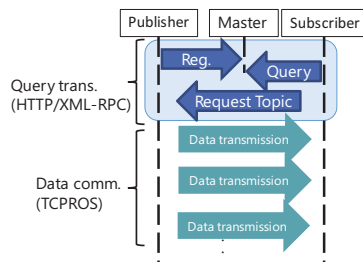 Publisher Master Subscriber
Reg.
Query
Query trans.
(HTTP/XML-RPC)
Request Topic
Data transmission
Data comm.
(TCPROS)
Data transmission
Data transmission